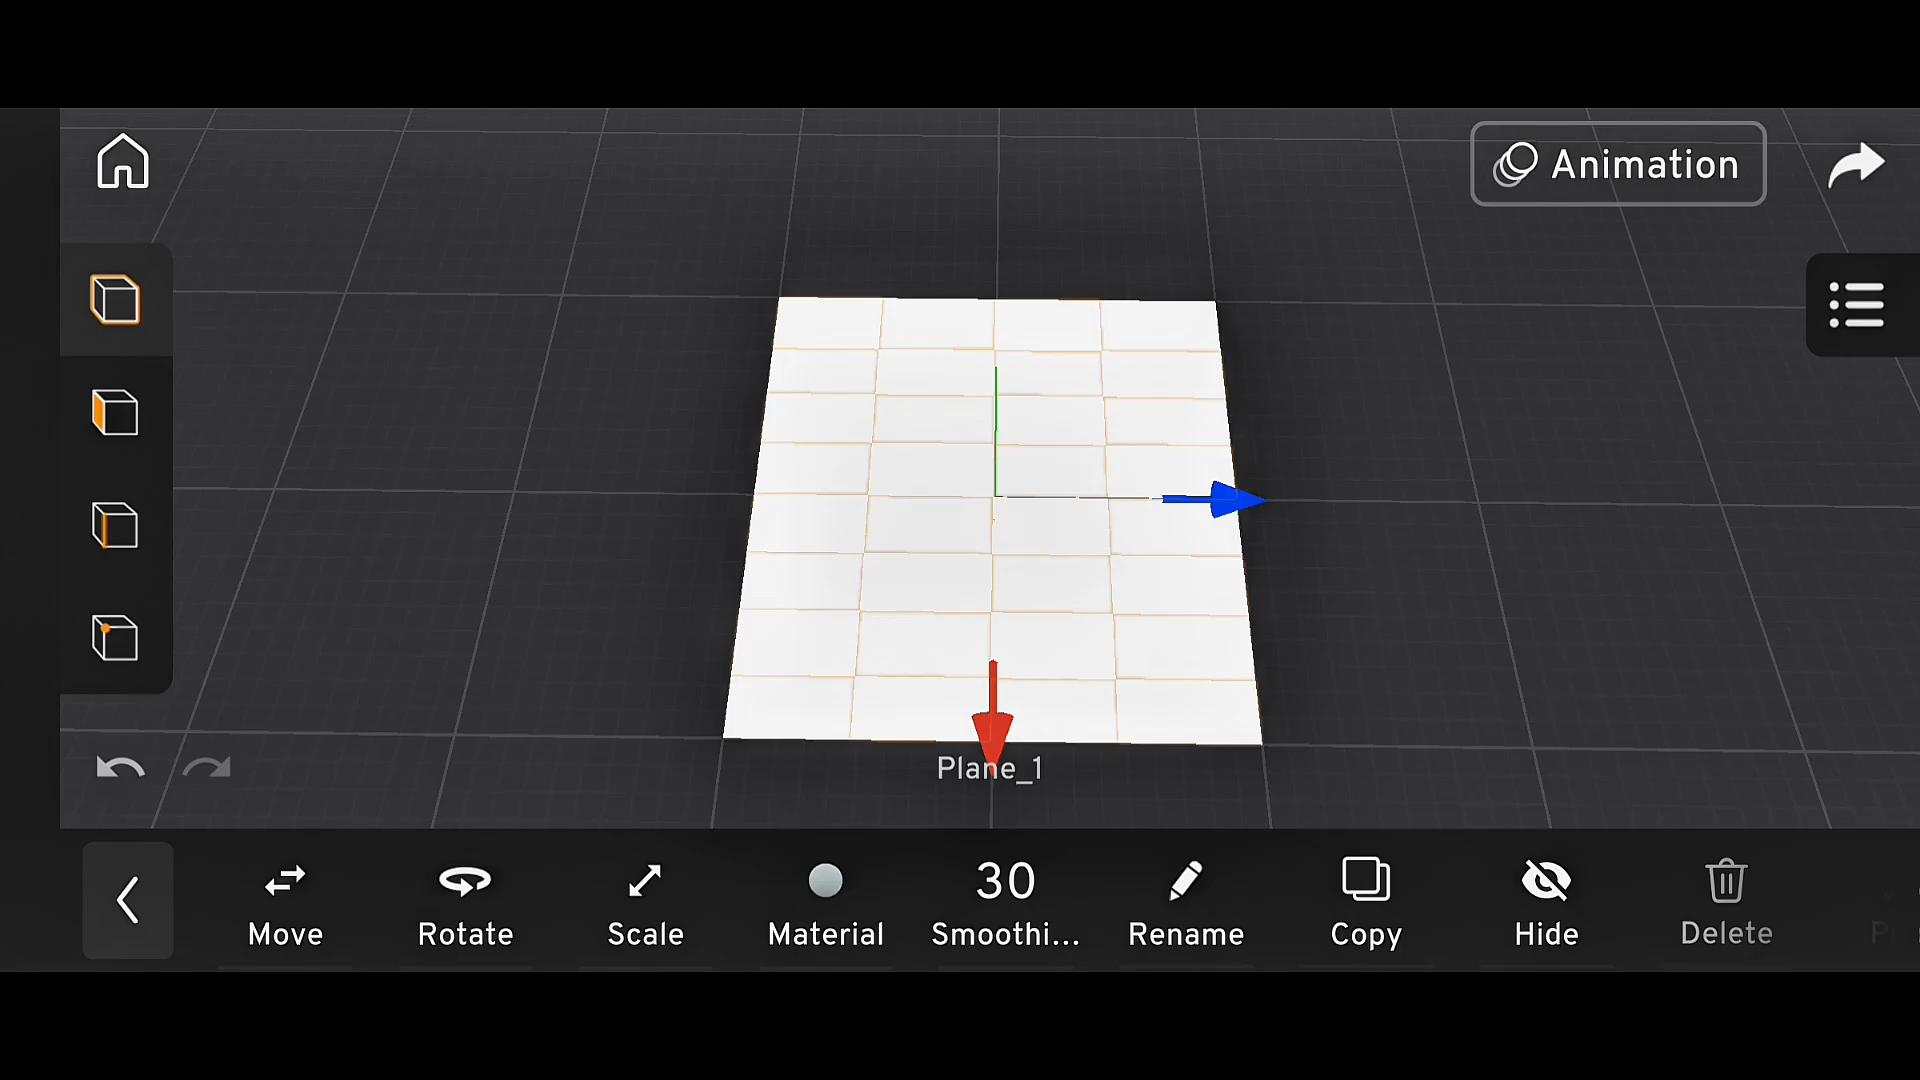 Animation
Plane_1
30
Move Rotate Scale Material Smoothi... Rename Copy Hide Delete